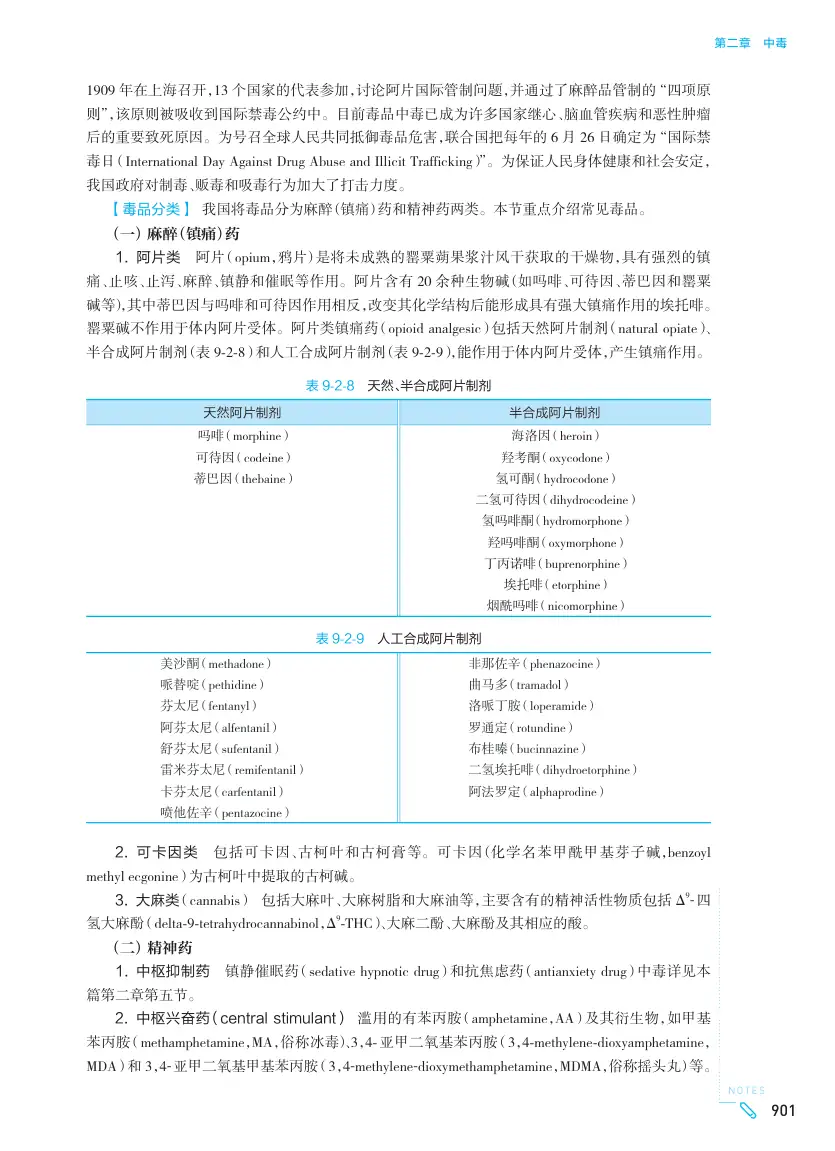 第二章 中毒
1909 年在上海召开,13 个国家的代表参加,讨论阿片国际管制问题,并通过了麻醉品管制的 “四项原
则”,该原则被吸收到国际禁毒公约中。目前毒品中毒已成为许多国家继心、脑血管疾病和恶性肿瘤
后的重要致死原因。为号召全球人民共同抵御毒品危害,联合国把每年的 6 月 26 日确定为 “国际禁
毒日(International Day Against Drug Abuse and Illicit Trafficking)”。为保证人民身体健康和社会安定,
我国政府对制毒、贩毒和吸毒行为加大了打击力度。
【毒品分类】 我国将毒品分为麻醉(镇痛)药和精神药两类。本节重点介绍常见毒品。
(一) 麻醉(镇痛)药
1. 阿片类 阿片(opium,鸦片)是将未成熟的罂粟蒴果浆汁风干获取的干燥物,具有强烈的镇
痛、止咳、止泻、麻醉、镇静和催眠等作用。阿片含有 20 余种生物碱(如吗啡、可待因、蒂巴因和罂粟
碱等),其中蒂巴因与吗啡和可待因作用相反,改变其化学结构后能形成具有强大镇痛作用的埃托啡。
罂粟碱不作用于体内阿片受体。阿片类镇痛药(opioid analgesic)包括天然阿片制剂(natural opiate)、
半合成阿片制剂(表 9-2-8)和人工合成阿片制剂(表 9-2-9),能作用于体内阿片受体,产生镇痛作用。
表 9-2-8 天然、半合成阿片制剂
天然阿片制剂 半合成阿片制剂
吗啡(morphine) 海洛因(heroin)
可待因(codeine) 羟考酮(oxycodone)
蒂巴因(thebaine) 氢可酮(hydrocodone)
二氢可待因(dihydrocodeine)
氢吗啡酮(hydromorphone)
羟吗啡酮(oxymorphone)
丁丙诺啡(buprenorphine)
埃托啡(etorphine)
烟酰吗啡(nicomorphine)
表 9-2-9 人工合成阿片制剂
美沙酮(methadone) 非那佐辛(phenazocine)
哌替啶(pethidine) 曲马多(tramadol)
芬太尼(fentanyl) 洛哌丁胺(loperamide)
阿芬太尼(alfentanil) 罗通定(rotundine)
舒芬太尼(sufentanil) 布桂嗪(bucinnazine)
雷米芬太尼(remifentanil) 二氢埃托啡(dihydroetorphine)
卡芬太尼(carfentanil) 阿法罗定(alphaprodine)
喷他佐辛(pentazocine)
2. 可卡因类 包括可卡因、古柯叶和古柯膏等。可卡因(化学名苯甲酰甲基芽子碱,benzoyl
methyl ecgonine)为古柯叶中提取的古柯碱。
3. 大麻类(cannabis) 包括大麻叶、大麻树脂和大麻油等,主要含有的精神活性物质包括 Δ⁹- 四
氢大麻酚(delta-9-tetrahydrocannabinol,Δ⁹-THC)、大麻二酚、大麻酚及其相应的酸。
(二) 精神药
1. 中枢抑制药 镇静催眠药(sedative hypnotic drug)和抗焦虑药(antianxiety drug)中毒详见本
篇第二章第五节。
2. 中枢兴奋药(central stimulant) 滥用的有苯丙胺(amphetamine,AA)及其衍生物,如甲基
苯丙胺(methamphetamine,MA,俗称冰毒)、3,4- 亚甲二氧基苯丙胺(3,4-methylene-dioxyamphetamine,
MDA)和 3,4- 亚甲二氧基甲基苯丙胺(3,4-methylene-dioxymethamphetamine,MDMA,俗称摇头丸)等。
NOTES
901